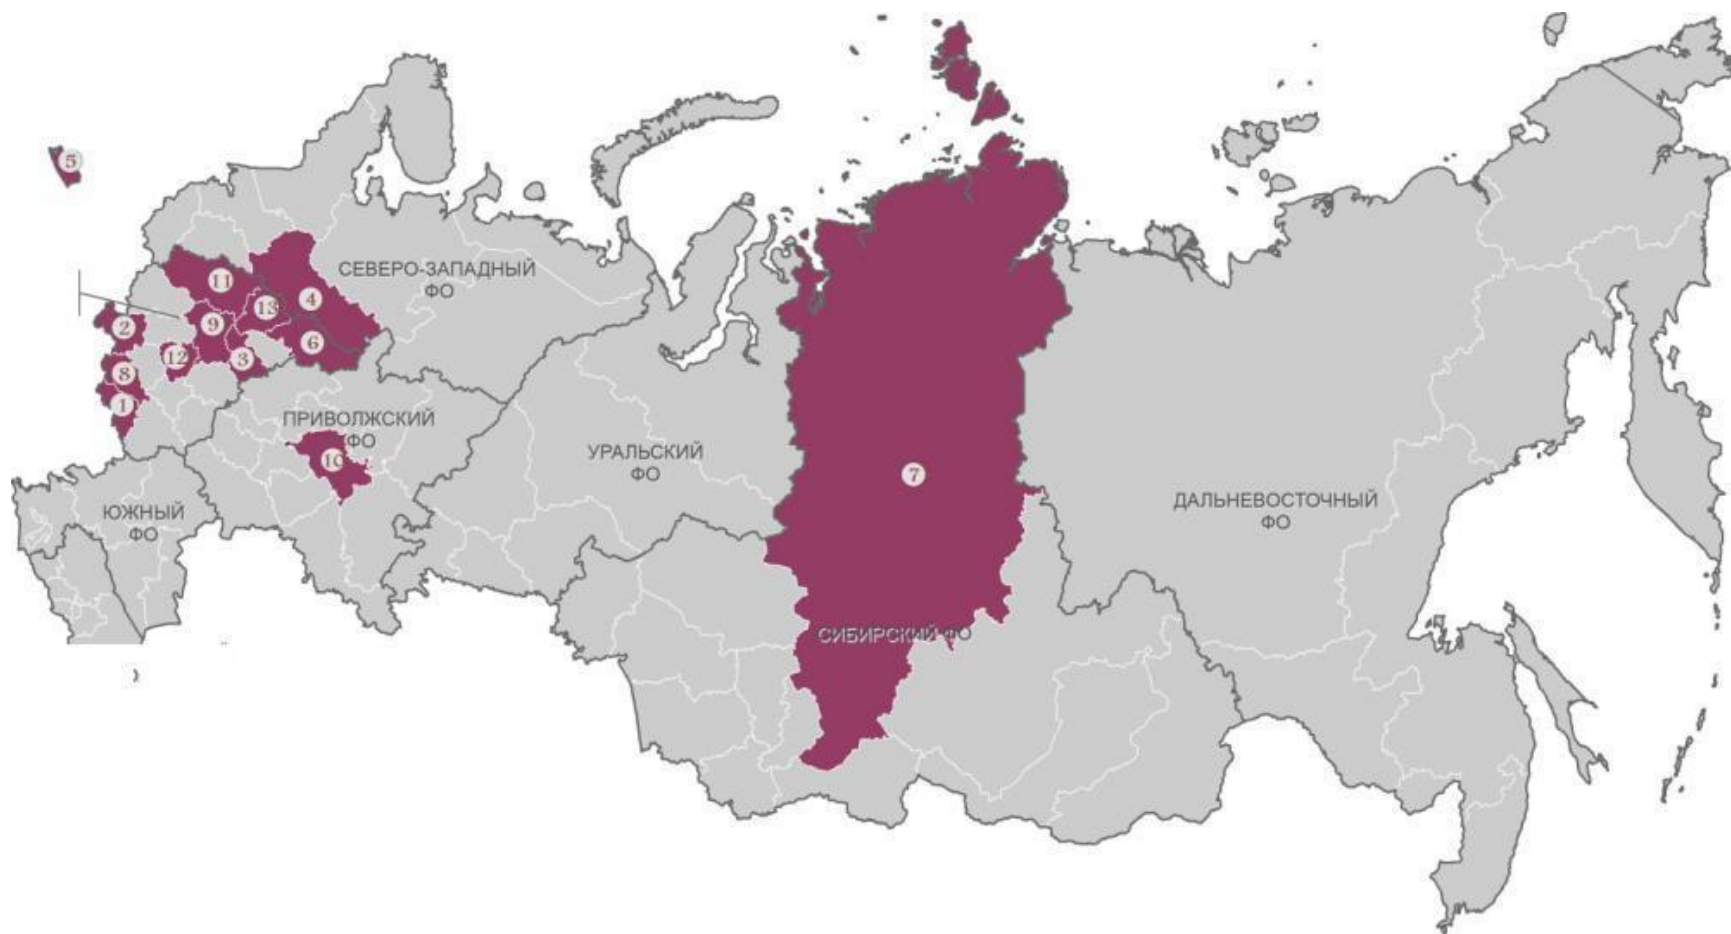 5
11
СЕВЕРО-ЗАПАДНЫЙ
ФО
4
13
2
9
6
12
3
8
1
ПРИВОЛЖСКИЙ
ФО
10
УРАЛЬСКИЙ
ФО
7
ЮЖНЫЙ
ФО
ДАЛЬНЕВОСТОЧНЫЙ
ФО
СИБИРСКИЙ ФО